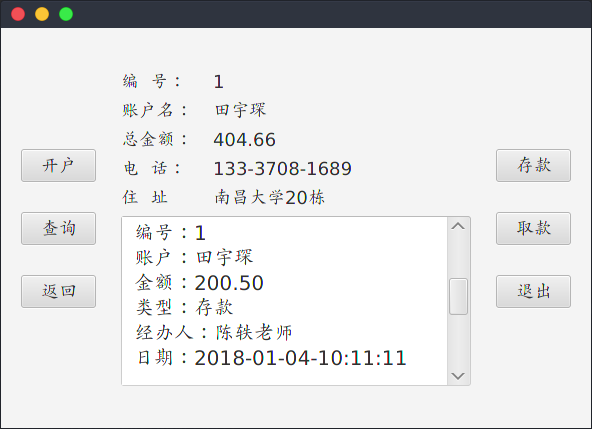 编 号： 1
账户名： 田宇琛
总金额： 404.66
电 话： 133-3708-1689
住 址 南昌大学20栋
开户
查询
返回
编号：1
账户：田宇琛
金额：200.50
类型：存款
经办人：陈轶老师
日期：2018-01-04-10:11:11
存款
取款
退出